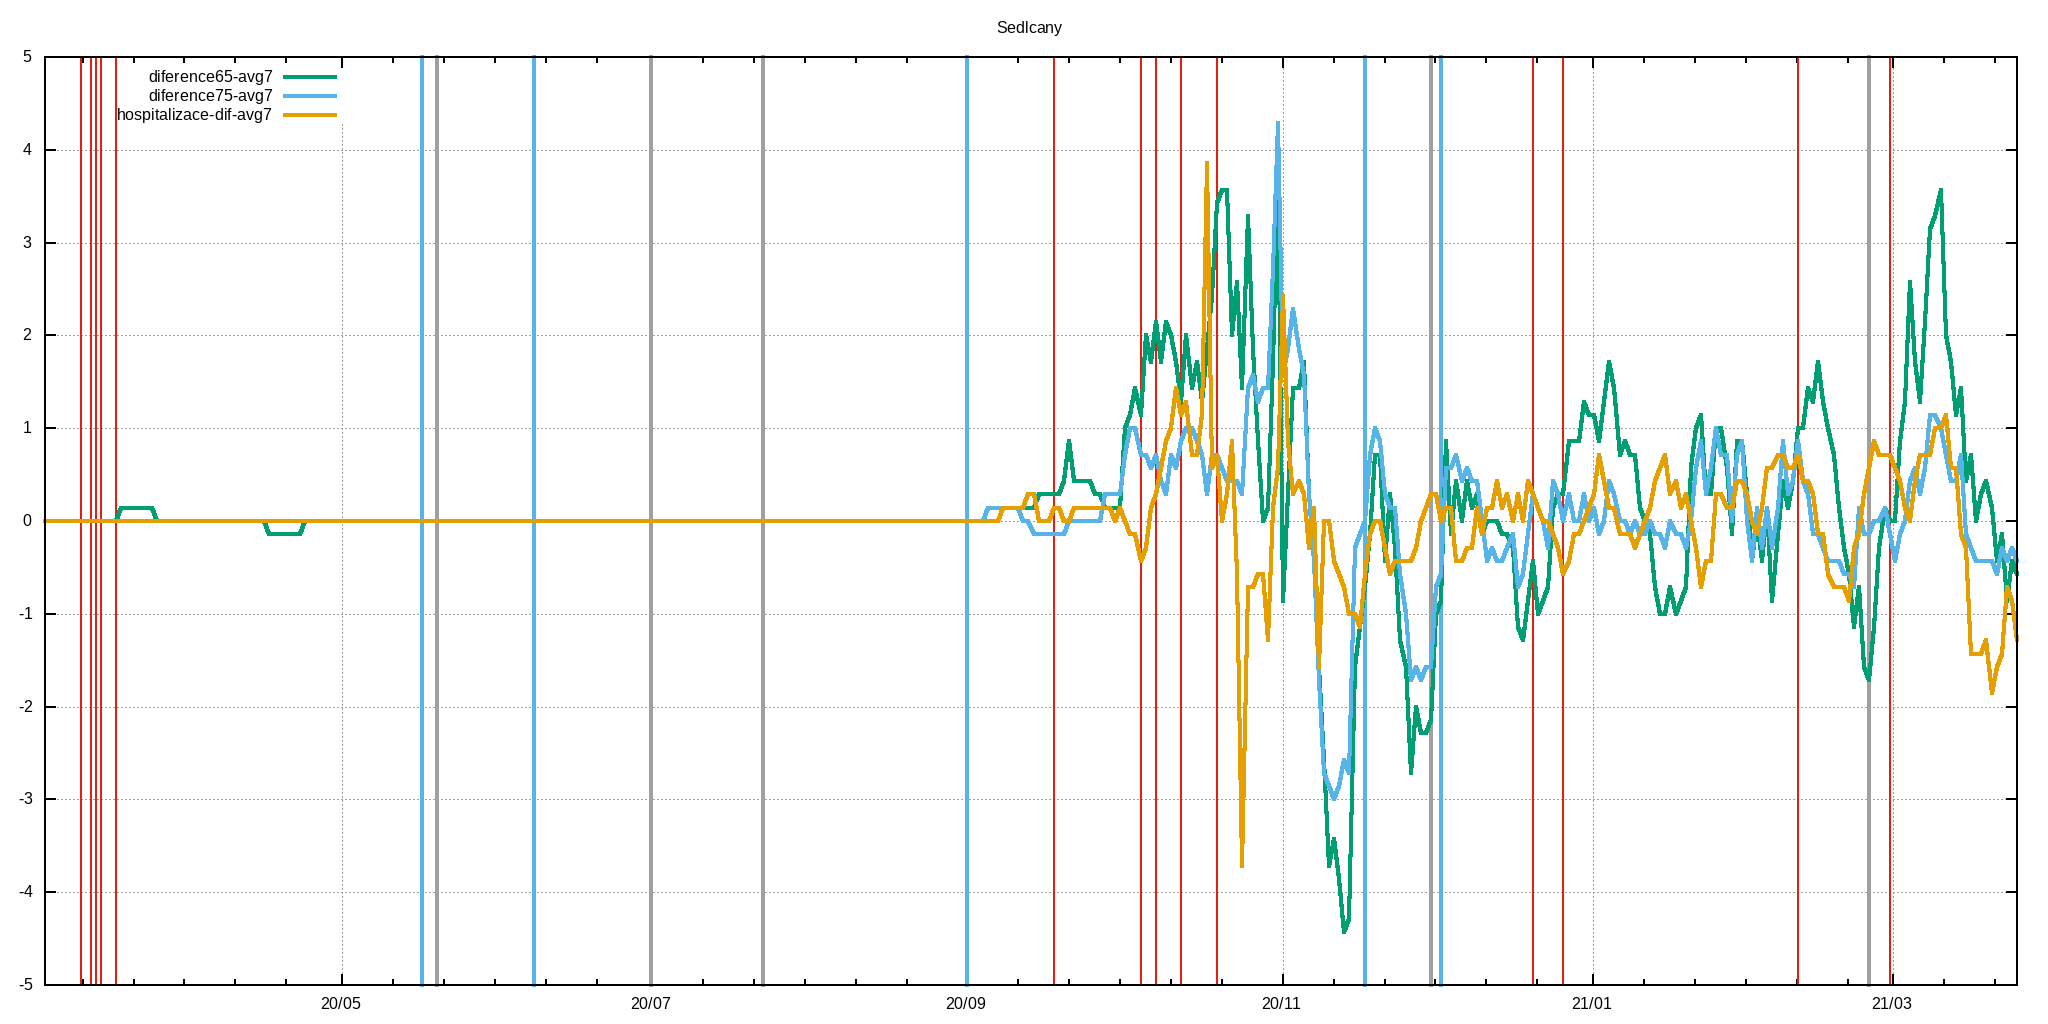 Sedlcany
diference65-avg7
diference75-avg7
hospitalizace-dif-avg7
5
4
3
2
1
0
-1
-2
-3
-4
-5
20/05 20/07 20/09 20/11 21/01 21/03